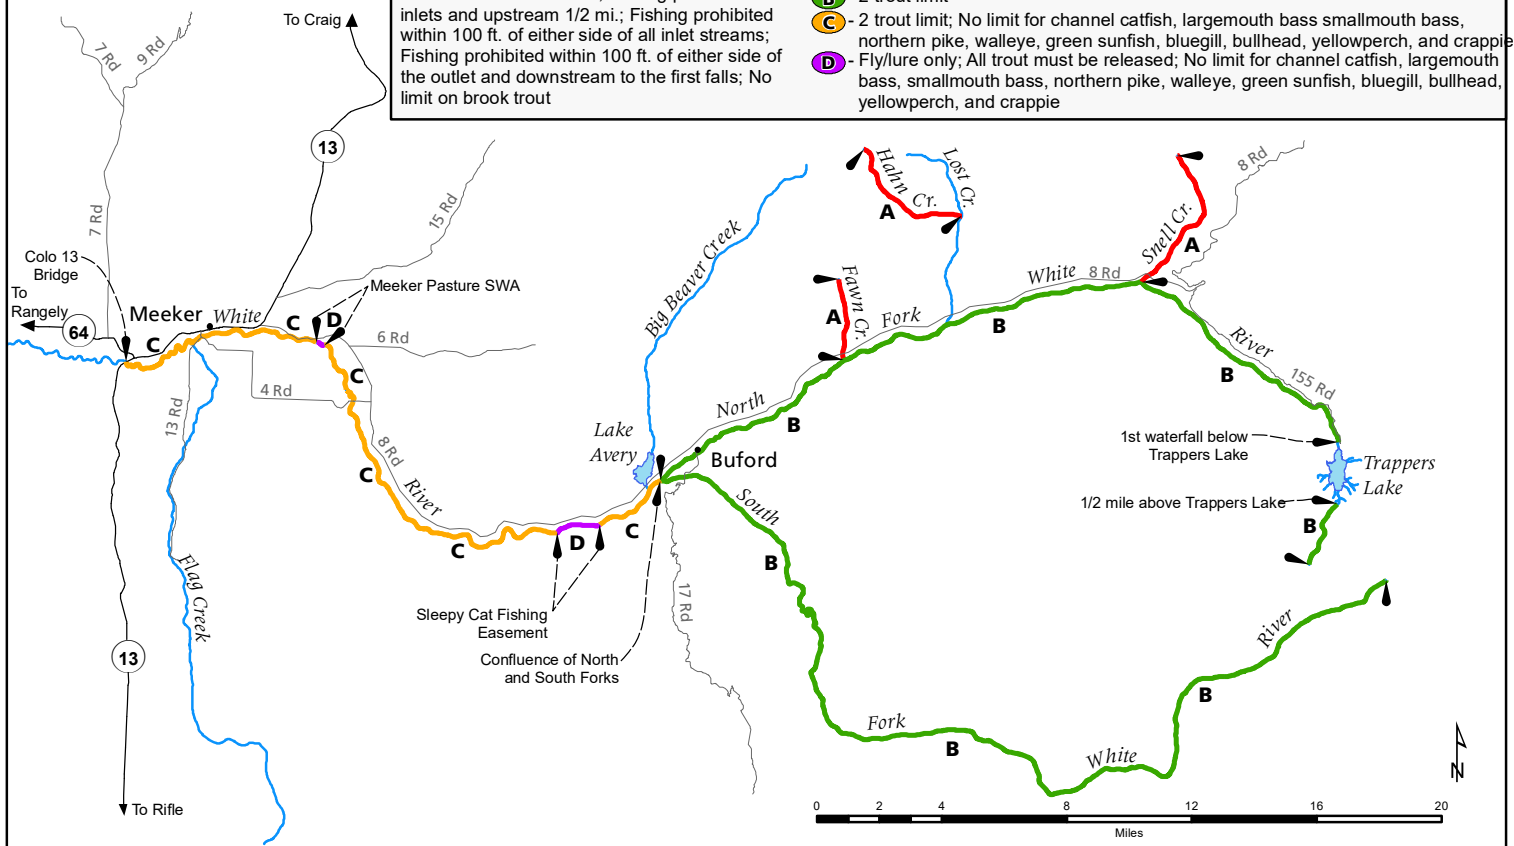 inlets and upstream 1/2 mi.; Fishing prohibited
within 100 ft. of either side of all inlet streams;
Fishing prohibited within 100 ft. of either side of
the outlet and downstream to the first falls; No
limit on brook trout
C - 2 trout limit; No limit for channel catfish, largemouth bass smallmouth bass,
northern pike, walleye, green sunfish, bluegill, bullhead, yellowperch, and crappie
D - Fly/lure only; All trout must be released; No limit for channel catfish, largemouth
bass, smallmouth bass, northern pike, walleye, green sunfish, bluegill, bullhead,
yellowperch, and crappie
To Craig
7 Rd
9 Rd
13
15 Rd
7 Rd
Colo 13
Bridge
To
Rangely
64
Meeker
White
C
C
D
Meeker Pasture SWA
6 Rd
C
4 Rd
13 Rd
8 Rd
C
River
C
D
C
Flag Creek
13
To Rifle
Sleepy Cat Fishing
Easement
Confluence of North
and South Forks
17 Rd
Big Beaver Creek
Lake
Avery
Buford
North
B
Fork
White
8 Rd
B
Hahn
Cr.
A
Lost Cr.
Fawn Cr.
A
Snell Cr.
A
8 Rd
River
B
155 Rd
1st waterfall below
Trappers Lake
Trappers
Lake
1/2 mile above Trappers Lake
B
South
B
Fork
B
White
B
River
N
0
2
4
8
12
16
20
Miles